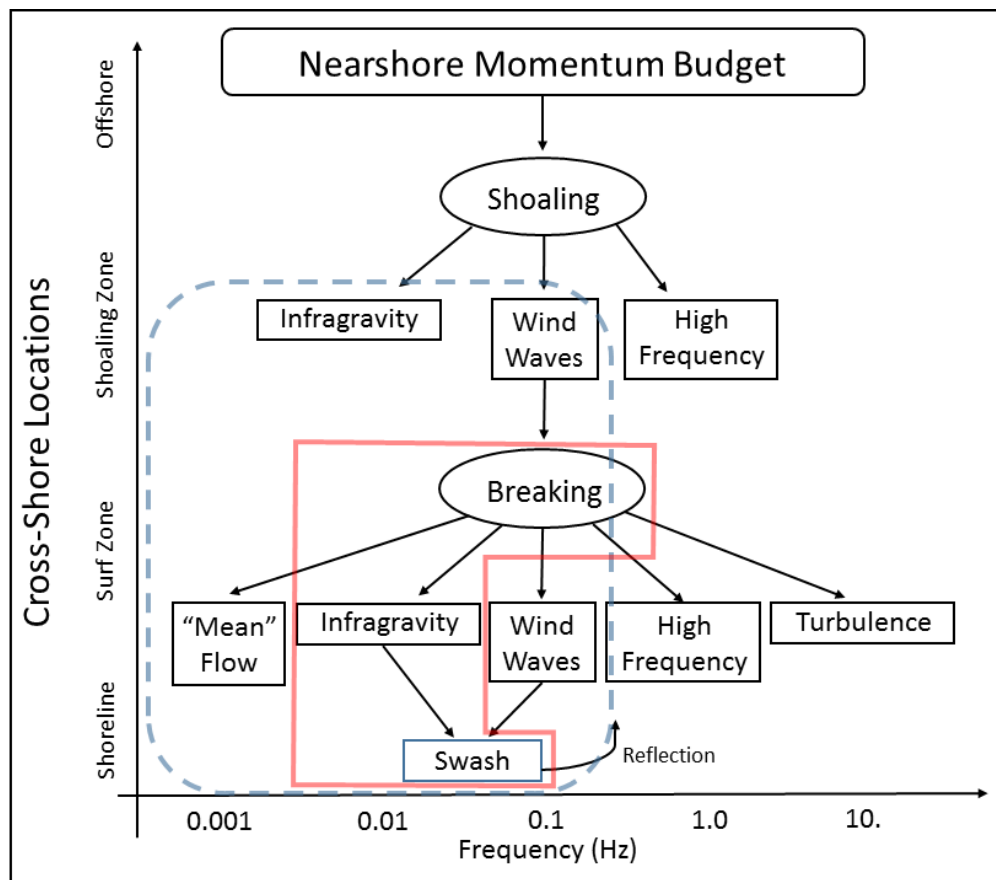 Nearshore Momentum Budget
Offshore
Shoaling
Shoaling Zone
Infragravity
Wind
Waves
High
Frequency
Cross-Shore Locations
Breaking
Surf Zone
“Mean”
Flow
Infragravity
Wind
Waves
High
Frequency
Turbulence
Shoreline
Swash
Reflection
0.001
0.01
0.1
1.0
10.
Frequency (Hz)